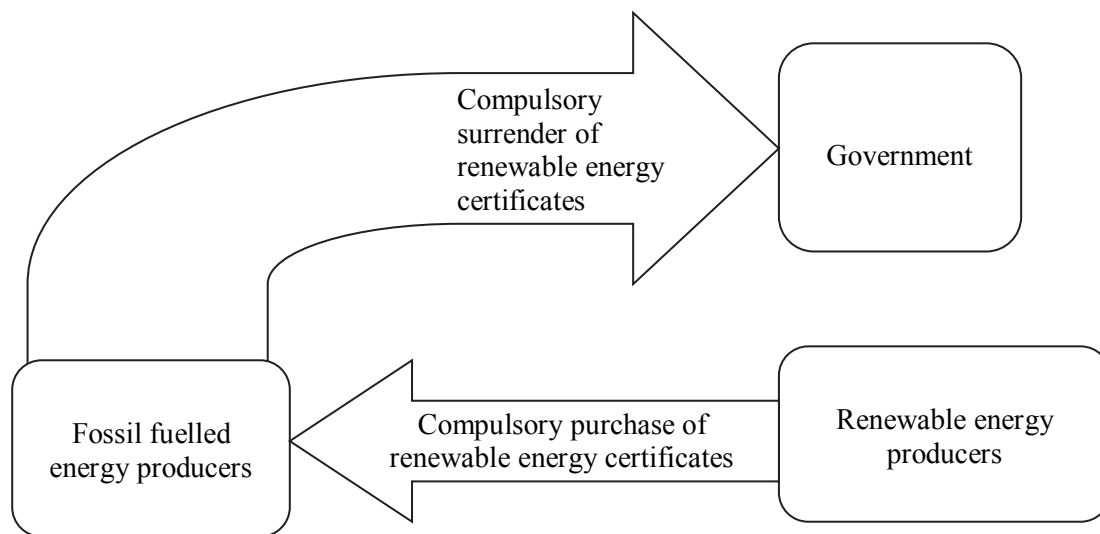 Compulsory
surrender of
renewable energy
certificates
Government
Fossil fuelled
energy producers
Compulsory purchase of
renewable energy certificates
Renewable energy
producers